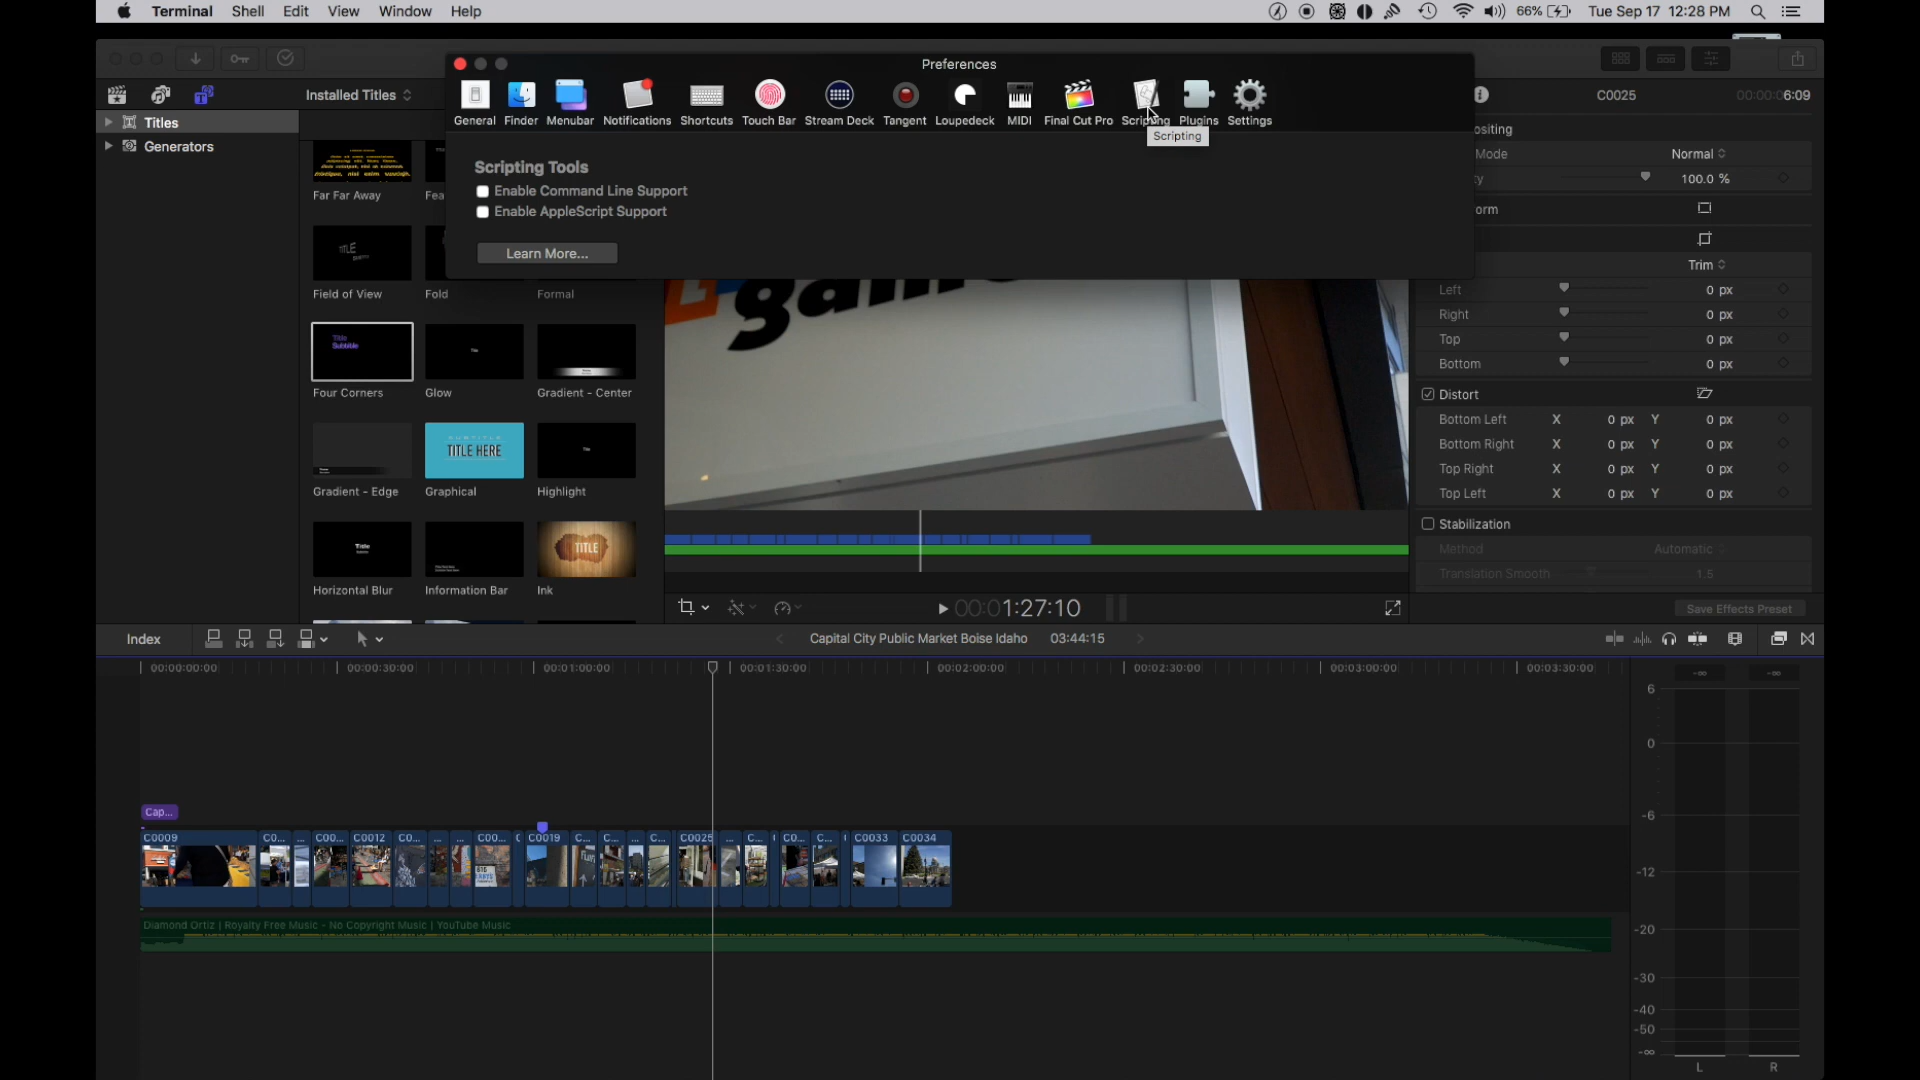 Terminal Shell Edit View Window Help
66% Tue Sep 17 12:28 PM
Preferences
Installed Titles
C0025 6:09
General Finder Menubar Notifications Shortcuts Touch Bar Stream Deck Tangent Loupedeck MIDI Final Cut Pro Scripting Plugins Settings
Scripting
Titles
Generators
Scripting Tools
Enable Command Line Support
Enable AppleScript Support
Learn More...
Far Far Away Fea
Field of View Fold Formal
Four Corners Glow Gradient - Center
Gradient - Edge Graphical Highlight
Horizontal Blur Information Bar Ink
TITLE HERE
TITLE
ositing
Mode Normal
ty 100.0 %
orm
Trim
Left 0 px
Right 0 px
Top 0 px
Bottom 0 px
Distort
Bottom Left X 0 px Y 0 px
Bottom Right X 0 px Y 0 px
Top Right X 0 px Y 0 px
Top Left X 0 px Y 0 px
Stabilization
Method Automatic
Translation Smooth 1.5
Save Effects Preset
00:01:27:10
Index
Capital City Public Market Boise Idaho 03:44:15
00:00:00:00 00:00:30:00 00:01:00:00 00:01:30:00 00:02:00:00 00:02:30:00 00:03:00:00 00:03:30:00
Cap...
C0009 C0... ... C00... C0012 C0... ... ... C00... C C0019 C... C... ... C... C0025 ... C... C0... C... C0033 C0034
Diamond Ortiz | Royalty Free Music - No Copyright Music | YouTube Music
-∞ -∞
6
0
-6
-12
-20
-30
-40
-50
-∞
L R